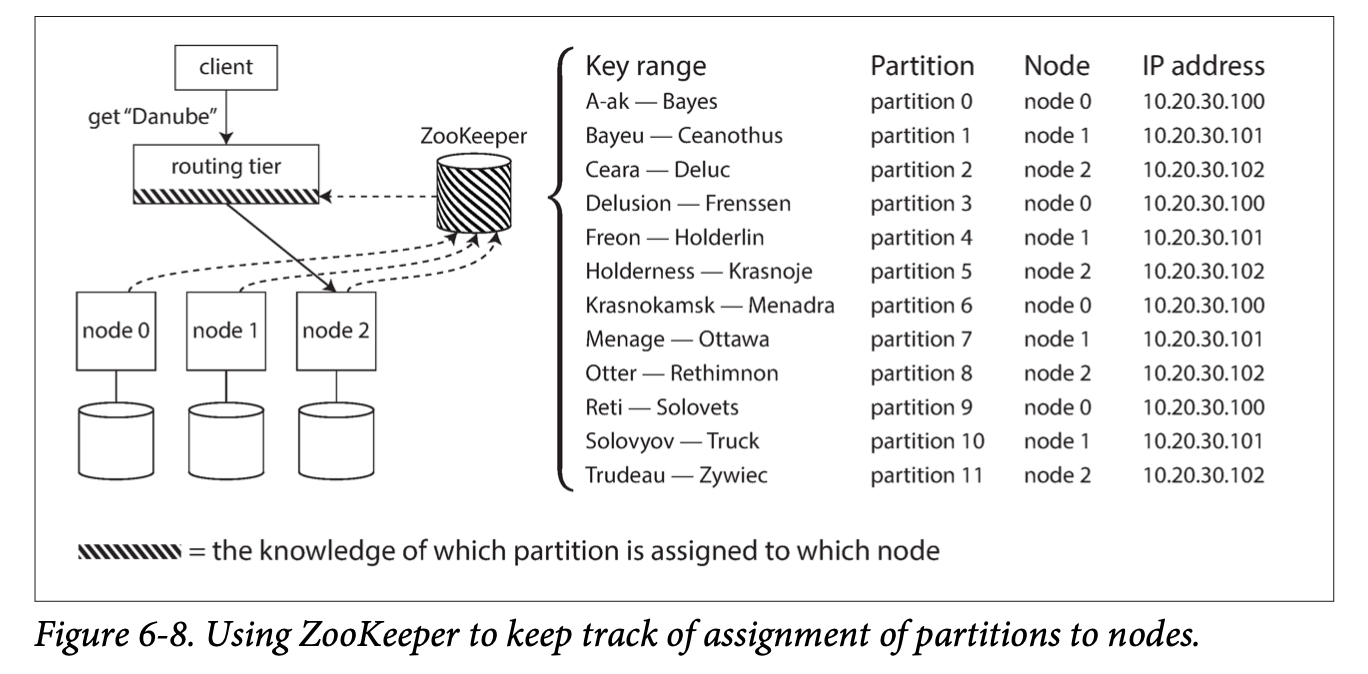 client
get “Danube”
routing tier
ZooKeeper
node 0 node 1 node 2
Key range Partition Node IP address
A-ak — Bayes partition 0 node 0 10.20.30.100
Bayeu — Ceanothus partition 1 node 1 10.20.30.101
Ceara — Deluc partition 2 node 2 10.20.30.102
Delusion — Frenssen partition 3 node 0 10.20.30.100
Freon — Holderlin partition 4 node 1 10.20.30.101
Holderness — Krasnoje partition 5 node 2 10.20.30.102
Krasnokamsk — Menadra partition 6 node 0 10.20.30.100
Menage — Ottawa partition 7 node 1 10.20.30.101
Otter — Rethimnon partition 8 node 2 10.20.30.102
Reti — Solovets partition 9 node 0 10.20.30.100
Solovyov — Truck partition 10 node 1 10.20.30.101
Trudeau — Zywiec partition 11 node 2 10.20.30.102
= the knowledge of which partition is assigned to which node
Figure 6-8. Using ZooKeeper to keep track of assignment of partitions to nodes.